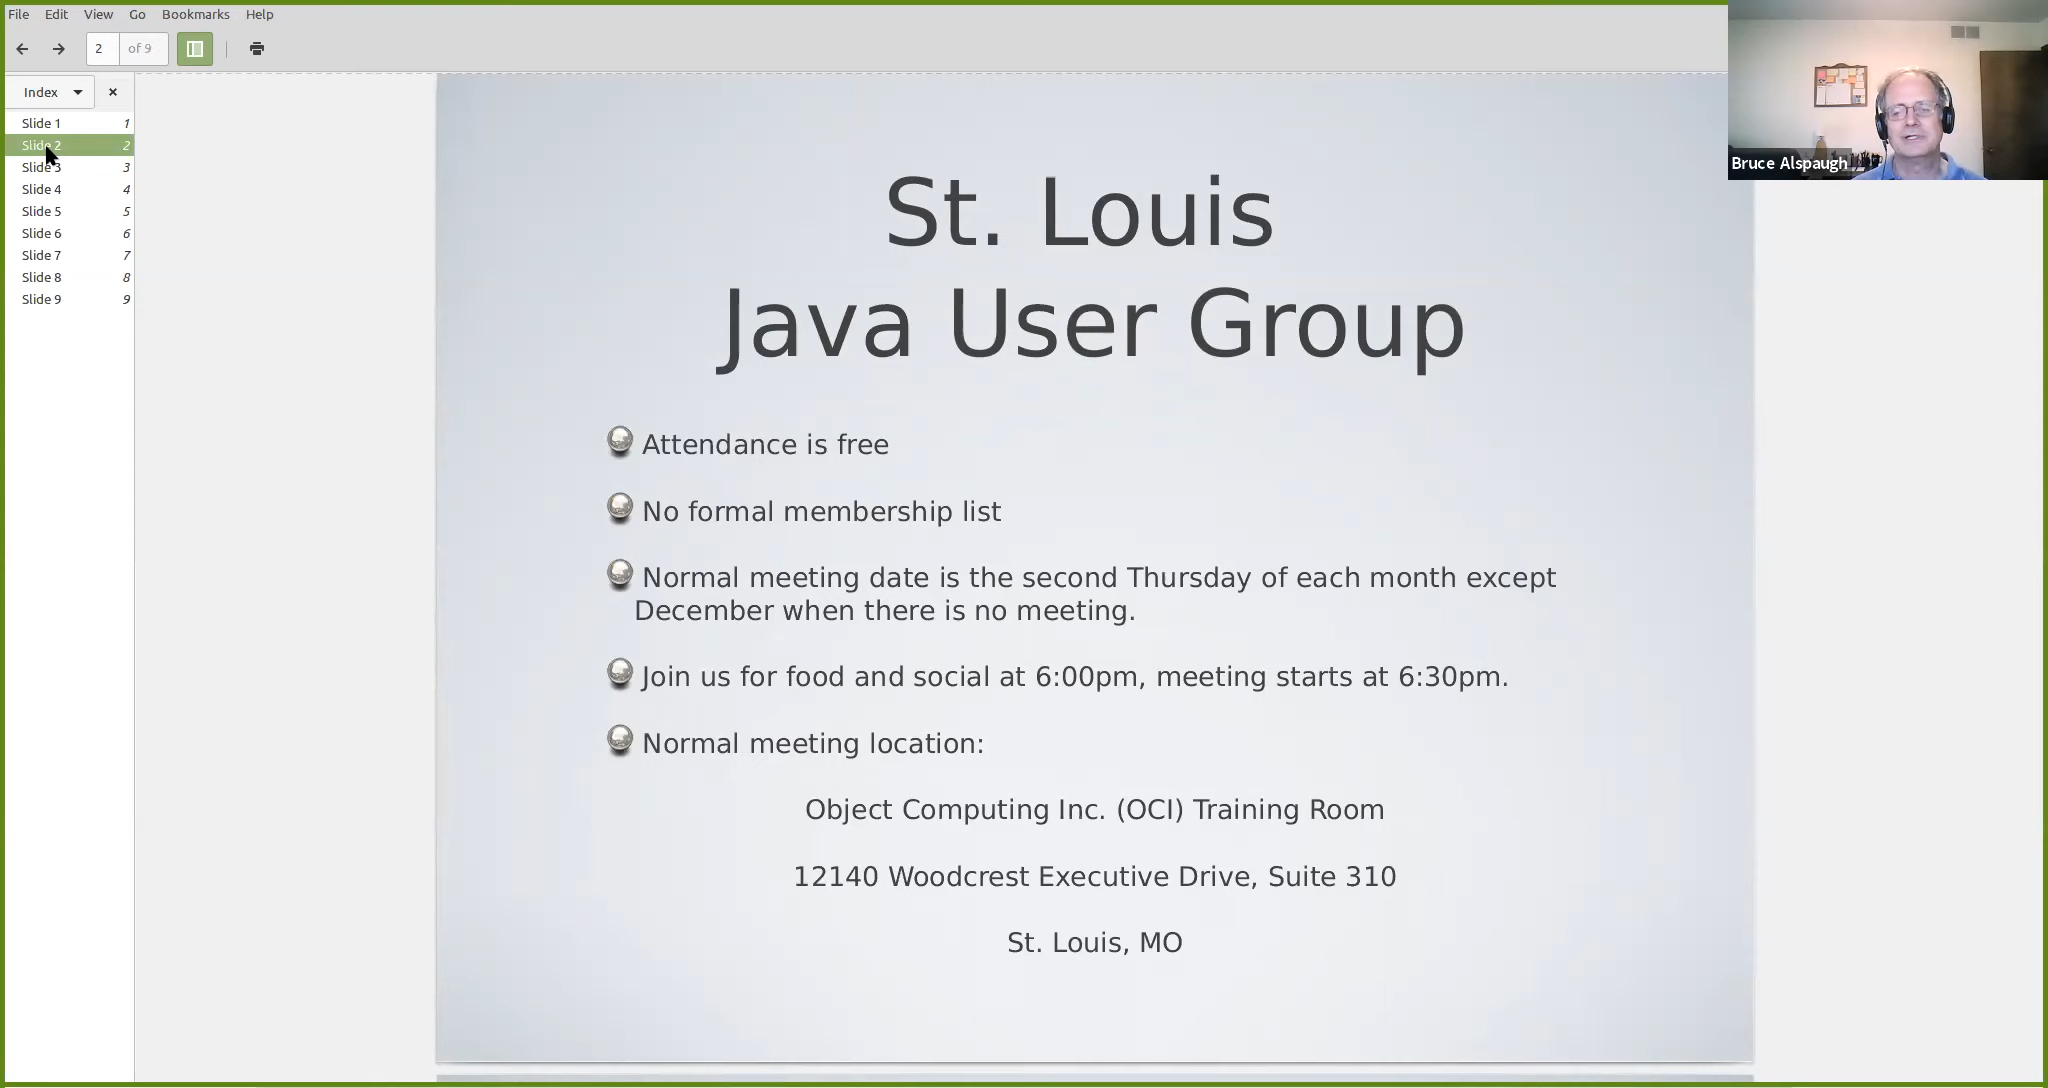 File Edit View Go Bookmarks Help
2 of 9
Index
Slide 1 1
Slide 2 2
Slide 3 3
Slide 4 4
Slide 5 5
Slide 6 6
Slide 7 7
Slide 8 8
Slide 9 9
St. Louis
Java User Group
Attendance is free
No formal membership list
Normal meeting date is the second Thursday of each month except
December when there is no meeting.
Join us for food and social at 6:00pm, meeting starts at 6:30pm.
Normal meeting location:
Object Computing Inc. (OCI) Training Room
12140 Woodcrest Executive Drive, Suite 310
St. Louis, MO
Bruce Alspaugh